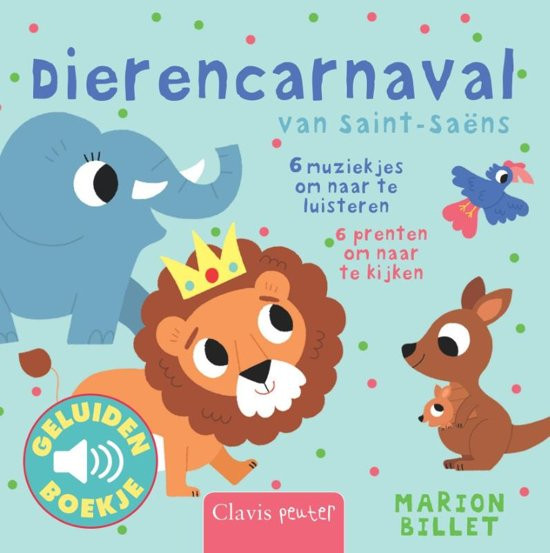 Dierencarnaval
van Saint-Saëns
6 muziekjes
om naar te
luisteren
6 prenten
om naar
te kijken
GELUIDEN
BOEKJE
Clavis peuter
MARION
BILLET